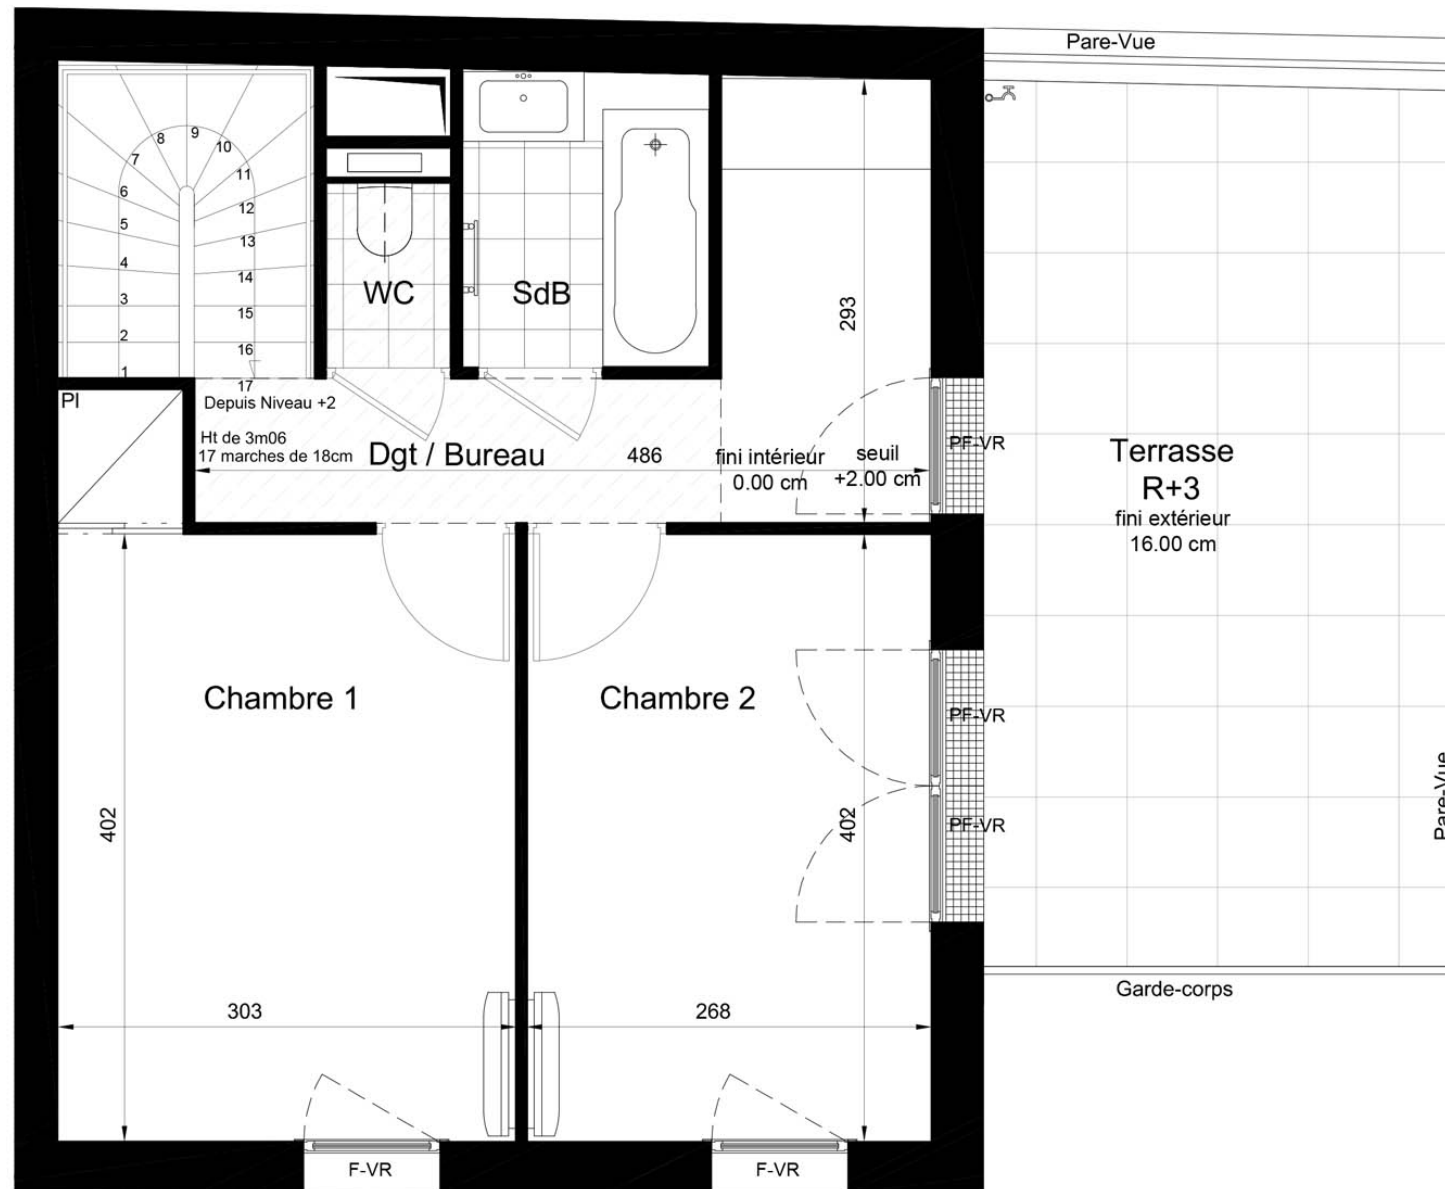 Pare-Vue
9
8
10
7
11
6
12
5
13
4
14
3
15
2
16
1
17
WC
SdB
293
Pl
Depuis Niveau +2
Ht de 3m06
17 marches de 18cm
Dgt / Bureau
486
fini intérieur
0.00 cm
seuil
+2.00 cm
PF-VR
Terrasse
R+3
fini extérieur
16.00 cm
Chambre 1
Chambre 2
PF-VR
PF-VR
402
402
Pare-Vue
Garde-corps
303
268
F-VR
F-VR